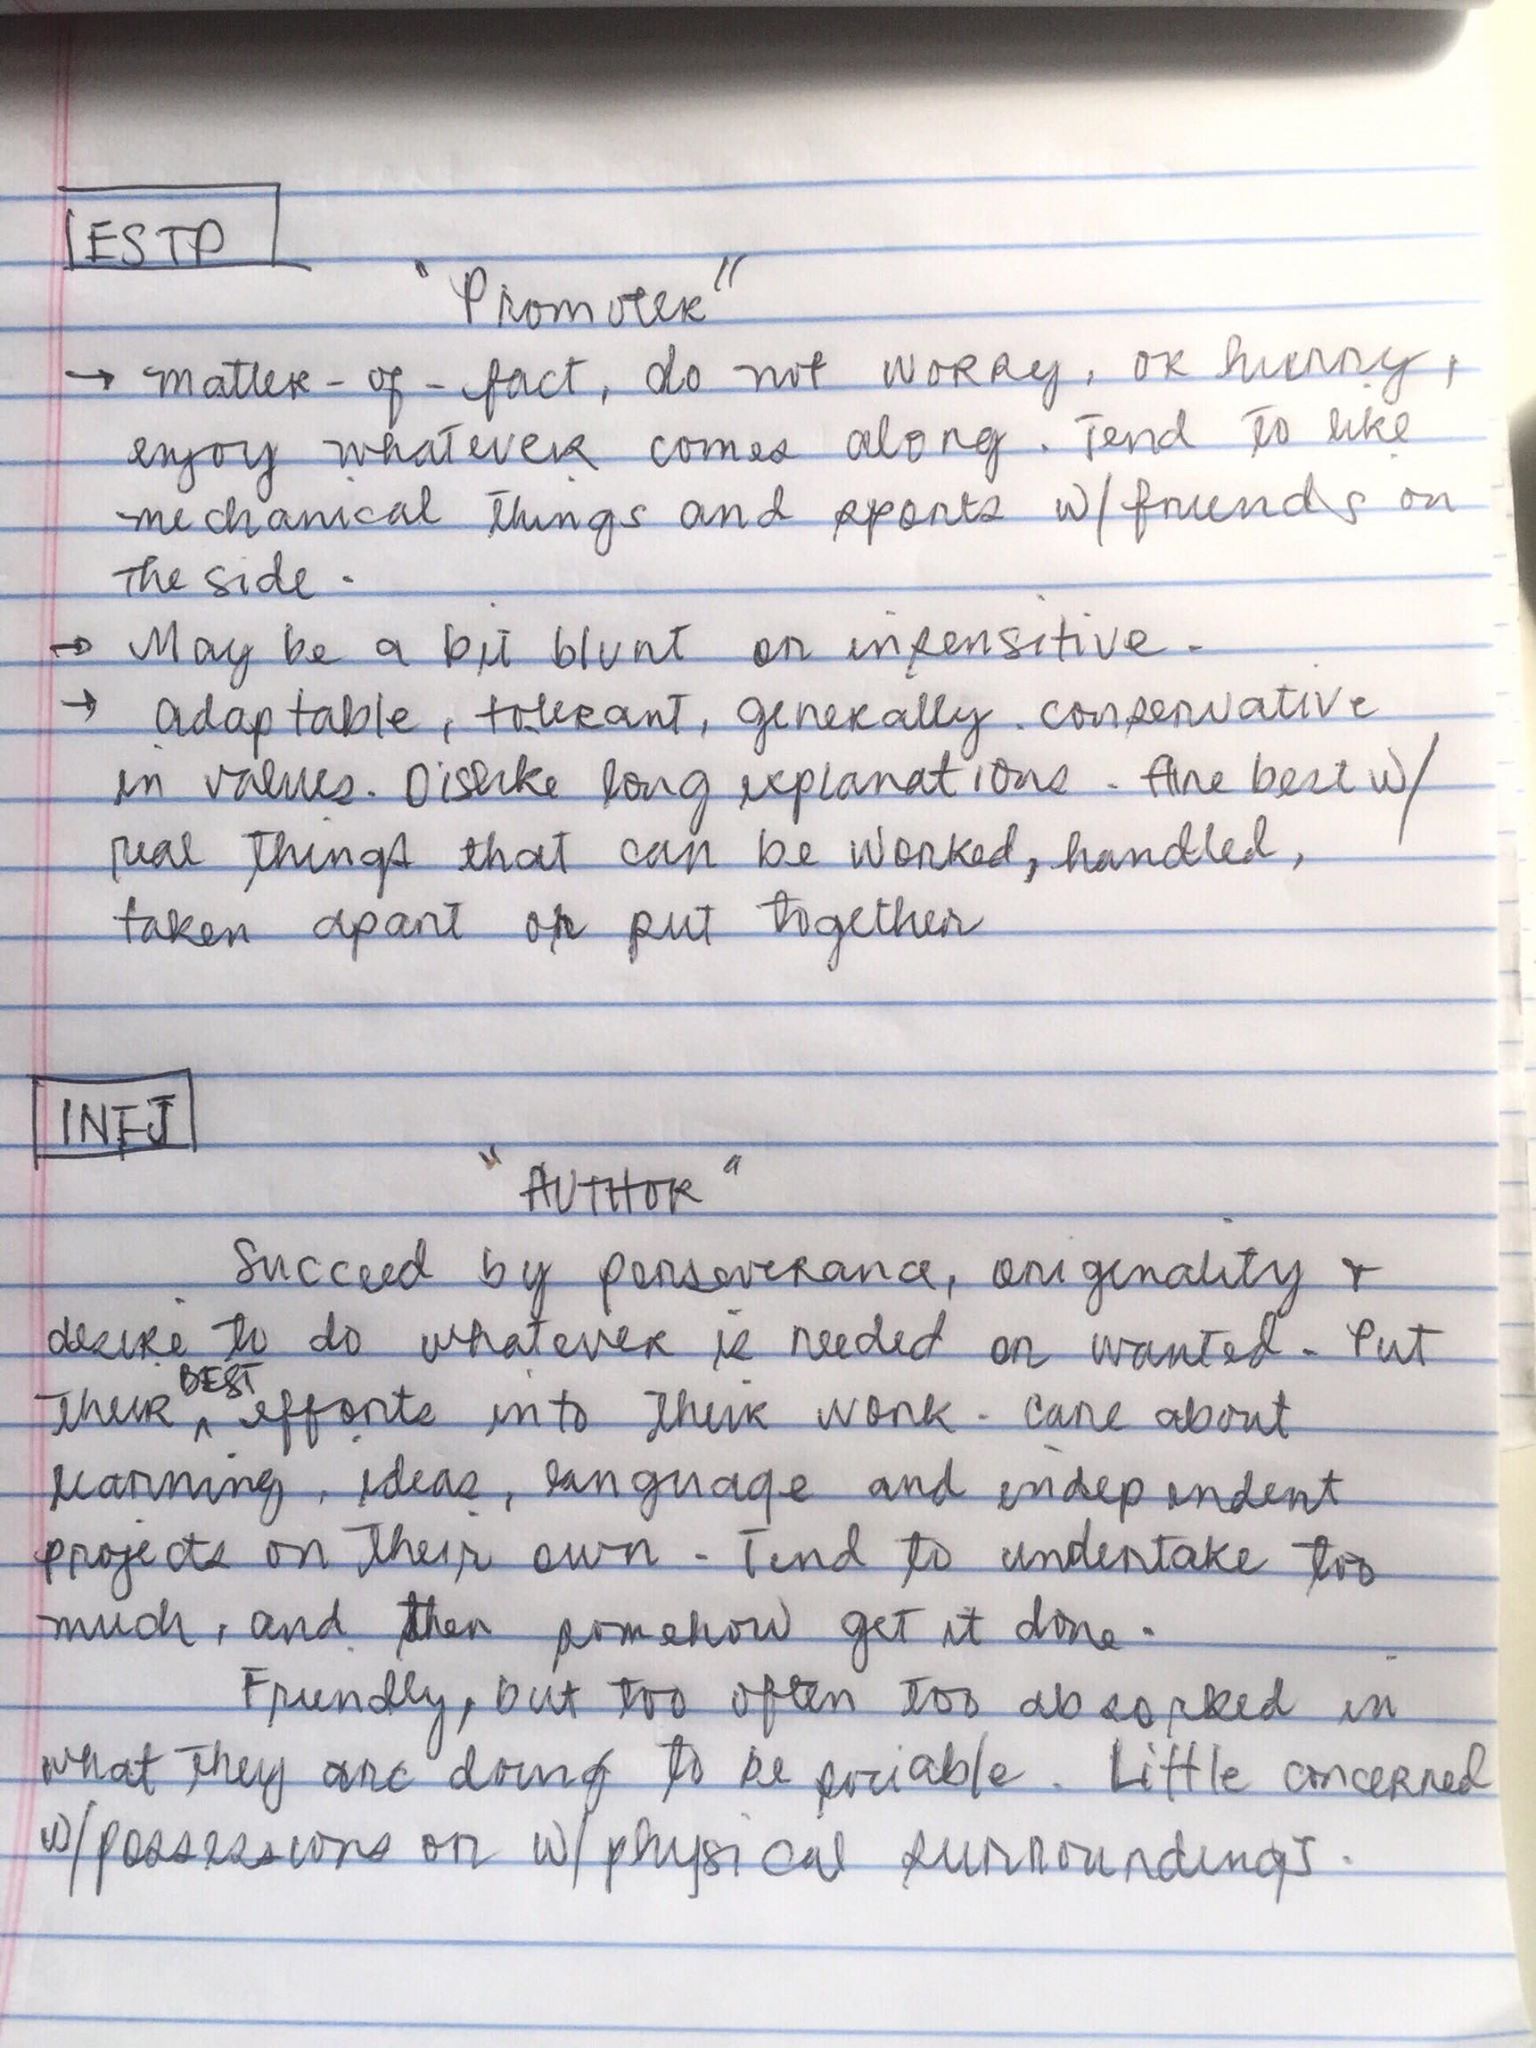 ESTP
"Promoter"
→ matter-of-fact, do not worry, or hurry,
enjoy whatever comes along. Tend to like
mechanical things and sports w/friends on
the side.
→ May be a bit blunt or insensitive.
→ adaptable, tolerant, generally conservative
in values. Dislike long explanations. Are best w/
real things that can be worked, handled,
taken apart or put together
INFJ
"AUTHOR"
Succeed by perseverance, originality +
desire to do whatever is needed or wanted. Put
their BEST efforts into their work. Care about
learning, ideas, language and independent
projects on their own. Tend to undertake too
much, and then somehow get it done.
Friendly, but too often too absorbed in
what they are doing to be sociable. Little concerned
w/possessions or w/physical surroundings.